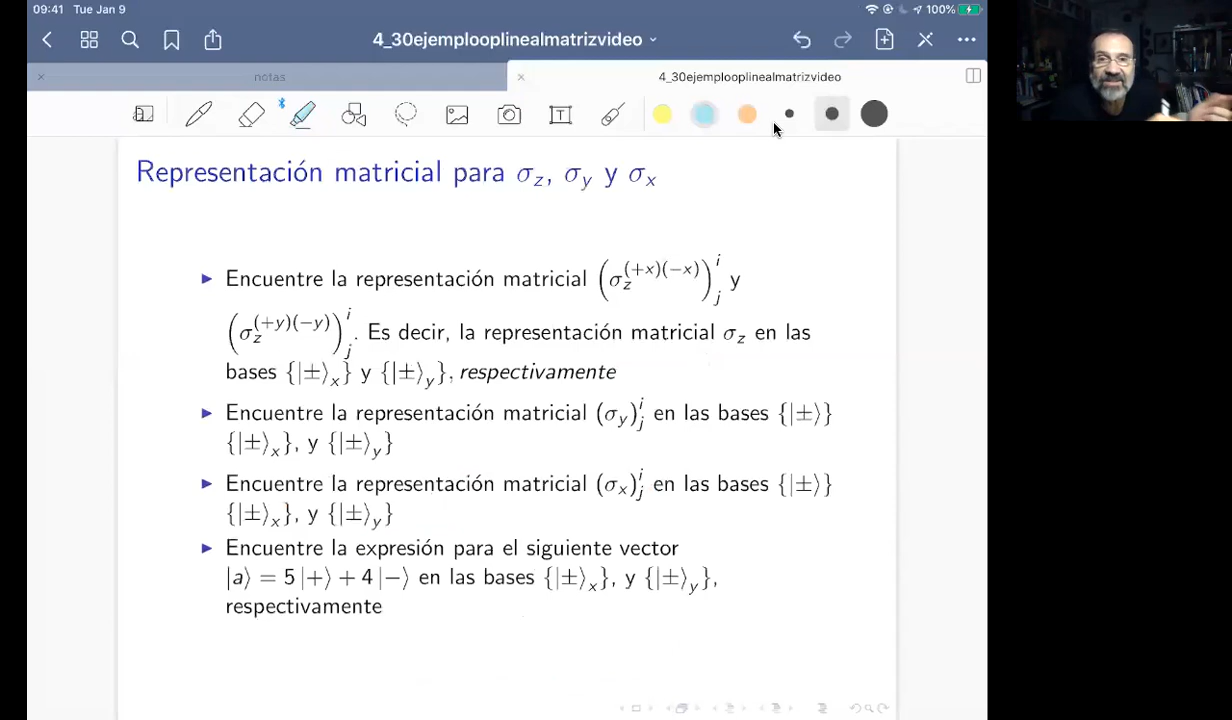 09:41 Tue Jan 9
100%
4_30ejemplooplinealmatrizvideo
notas
4_30ejemplooplinealmatrizvideo
T
Representación matricial para σ_z, σ_y y σ_x
▶ Encuentre la representación matricial (σ_z^{(+x)(−x)})^i_j y
(σ_z^{(+y)(−y)})^i_j. Es decir, la representación matricial σ_z en las
bases {|±⟩_x} y {|±⟩_y}, respectivamente
▶ Encuentre la representación matricial (σ_y)^i_j en las bases {|±⟩}
{|±⟩_x}, y {|±⟩_y}
▶ Encuentre la representación matricial (σ_x)^i_j en las bases {|±⟩}
{|±⟩_x}, y {|±⟩_y}
▶ Encuentre la expresión para el siguiente vector
|a⟩ = 5 |+⟩ + 4 |−⟩ en las bases {|±⟩_x}, y {|±⟩_y},
respectivamente